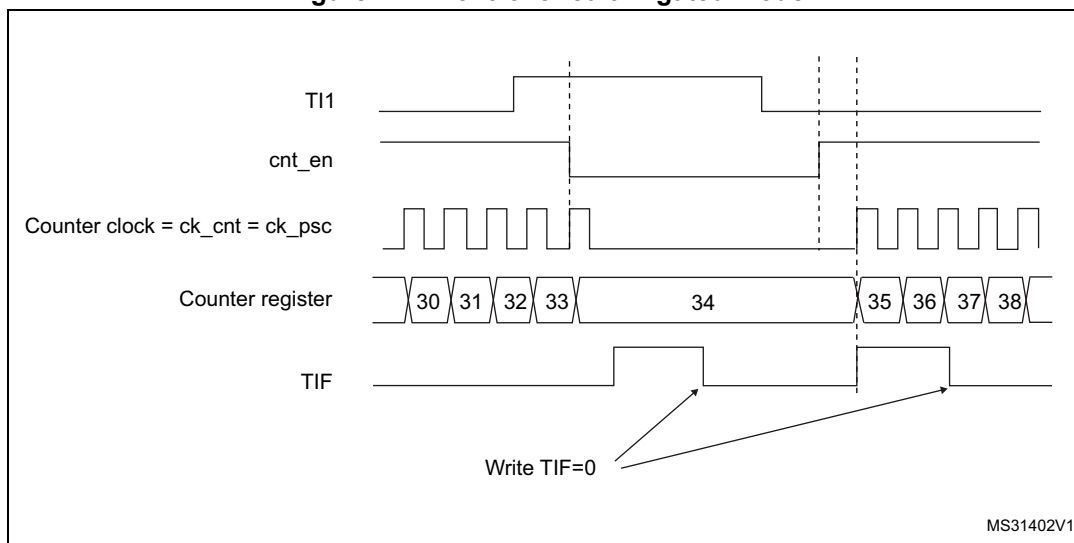 TI1
cnt_en
Counter clock = ck_cnt = ck_psc
Counter register
30 31 32 33 34 35 36 37 38
TIF
Write TIF=0
MS31402V1